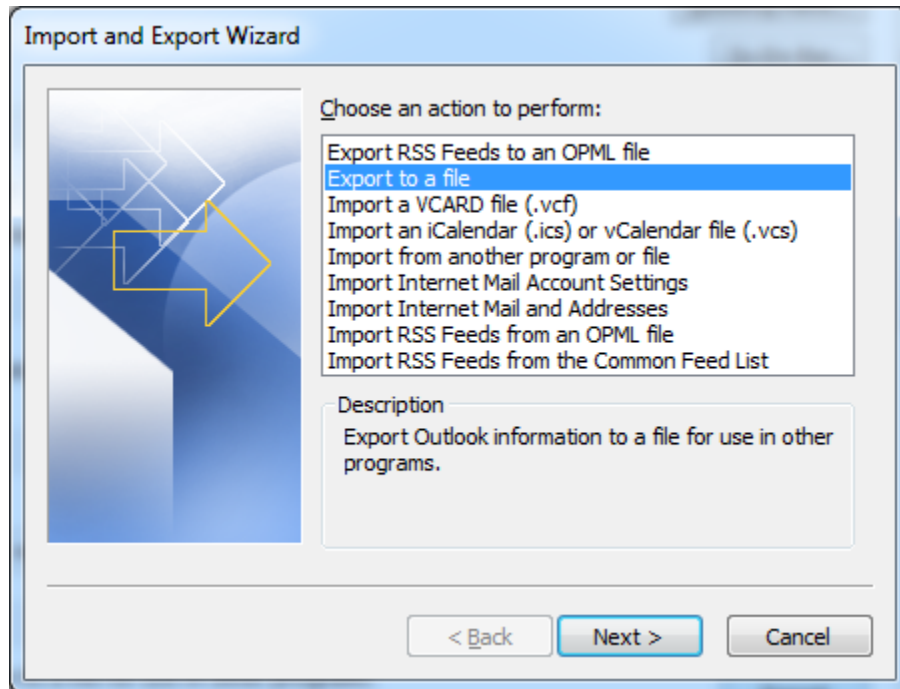 Import and Export Wizard
Choose an action to perform:
Export RSS Feeds to an OPML file
Export to a file
Import a VCARD file (.vcf)
Import an iCalendar (.ics) or vCalendar file (.vcs)
Import from another program or file
Import Internet Mail Account Settings
Import Internet Mail and Addresses
Import RSS Feeds from an OPML file
Import RSS Feeds from the Common Feed List
Description
Export Outlook information to a file for use in other
programs.
< Back
Next >
Cancel